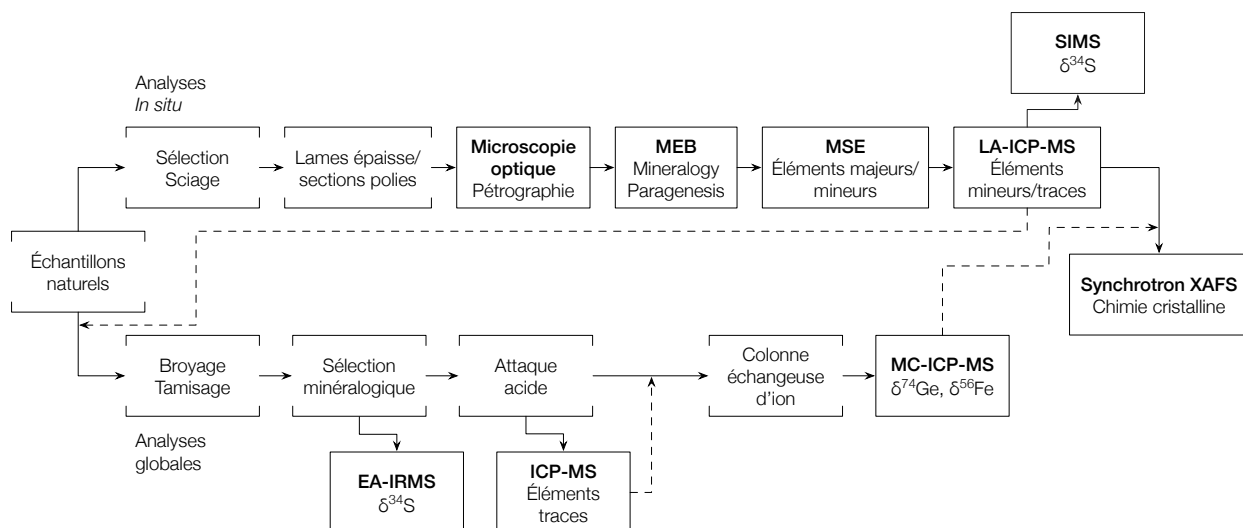 SIMS
δ³⁴S
Analyses
In situ
Sélection
Sciage
Lames épaisse/
sections polies
Microscopie
optique
Pétrographie
MEB
Mineralogy
Paragenesis
MSE
Éléments majeurs/
mineurs
LA-ICP-MS
Éléments
mineurs/traces
Échantillons
naturels
Synchrotron XAFS
Chimie cristalline
Broyage
Tamisage
Sélection
minéralogique
Attaque
acide
Colonne
échangeuse
d'ion
MC-ICP-MS
δ⁷⁴Ge, δ⁵⁶Fe
Analyses
globales
EA-IRMS
δ³⁴S
ICP-MS
Éléments
traces